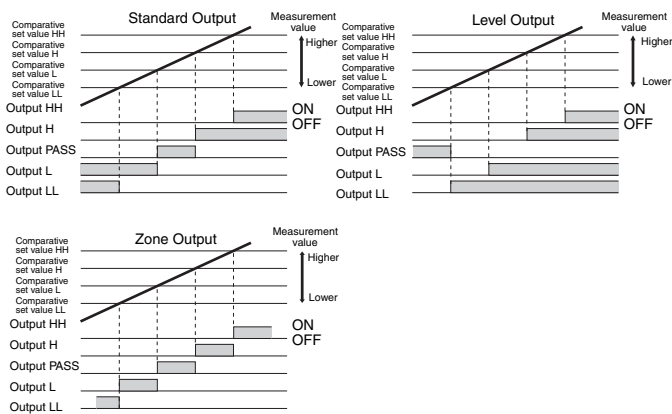 Standard Output
Measurement
value
Comparative
set value HH
Comparative
set value H
Comparative
set value L
Comparative
set value LL
Higher
Lower
Output HH
Output H
Output PASS
Output L
Output LL
ON
OFF
Level Output
Measurement
value
Comparative
set value HH
Comparative
set value H
Comparative
set value L
Comparative
set value LL
Higher
Lower
Output HH
Output H
Output PASS
Output L
Output LL
ON
OFF
Zone Output
Measurement
value
Comparative
set value HH
Comparative
set value H
Comparative
set value L
Comparative
set value LL
Higher
Lower
Output HH
Output H
Output PASS
Output L
Output LL
ON
OFF